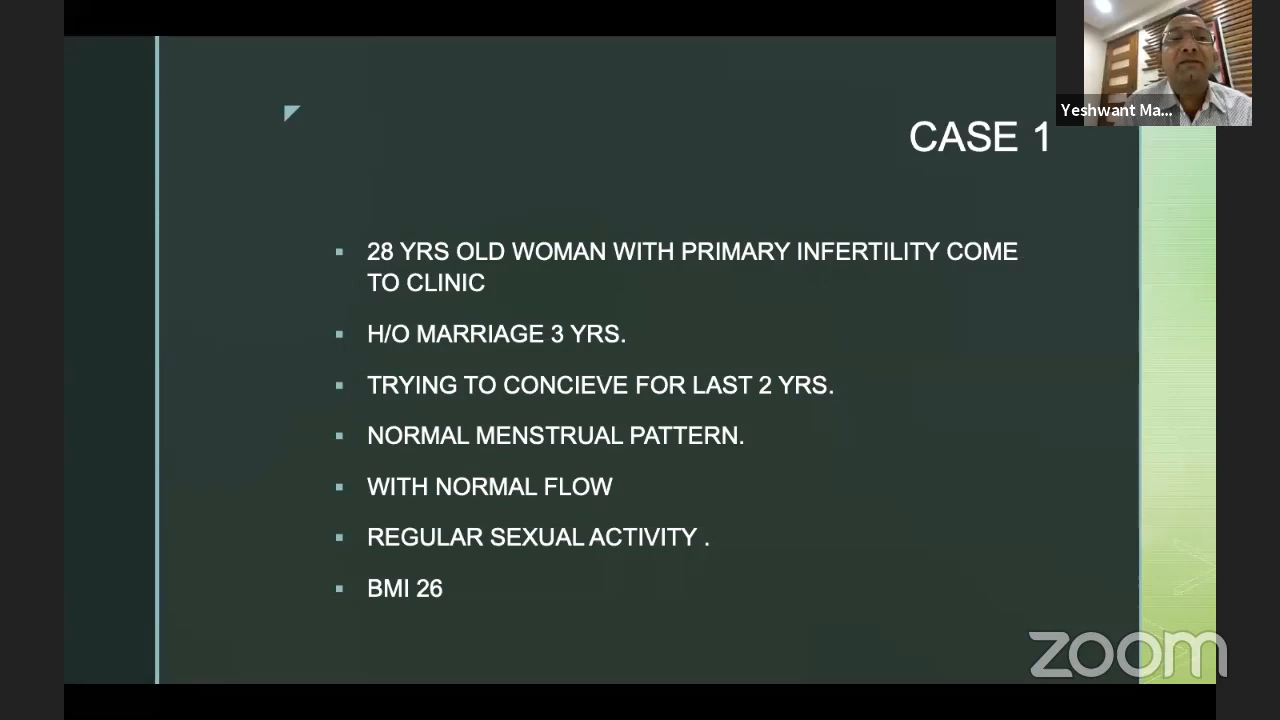 Yeshwant Ma...
CASE 1
▪ 28 YRS OLD WOMAN WITH PRIMARY INFERTILITY COME
TO CLINIC
▪ H/O MARRIAGE 3 YRS.
▪ TRYING TO CONCIEVE FOR LAST 2 YRS.
▪ NORMAL MENSTRUAL PATTERN.
▪ WITH NORMAL FLOW
▪ REGULAR SEXUAL ACTIVITY .
▪ BMI 26
zoom